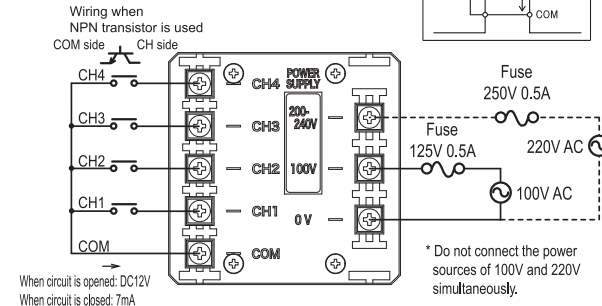 Wiring when
NPN transistor is used
COM side CH side
COM
CH4
CH3
CH2
CH1
COM
CH4
CH3
CH2
CH1
COM
POWER
SUPPLY
200-
240V
100V
0 V
Fuse
250V 0.5A
Fuse
125V 0.5A
220V AC
100V AC
When circuit is opened: DC12V
When circuit is closed: 7mA
* Do not connect the power
sources of 100V and 220V
simultaneously.